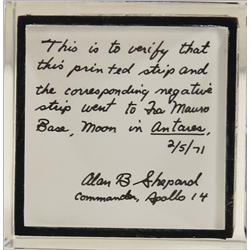 This is to verify that
this printed strip and
the corresponding negative
strip went to Fra Mauro
Base, Moon in Antares,
2/5/71
Alan B Shepard
Commander, Apollo 14